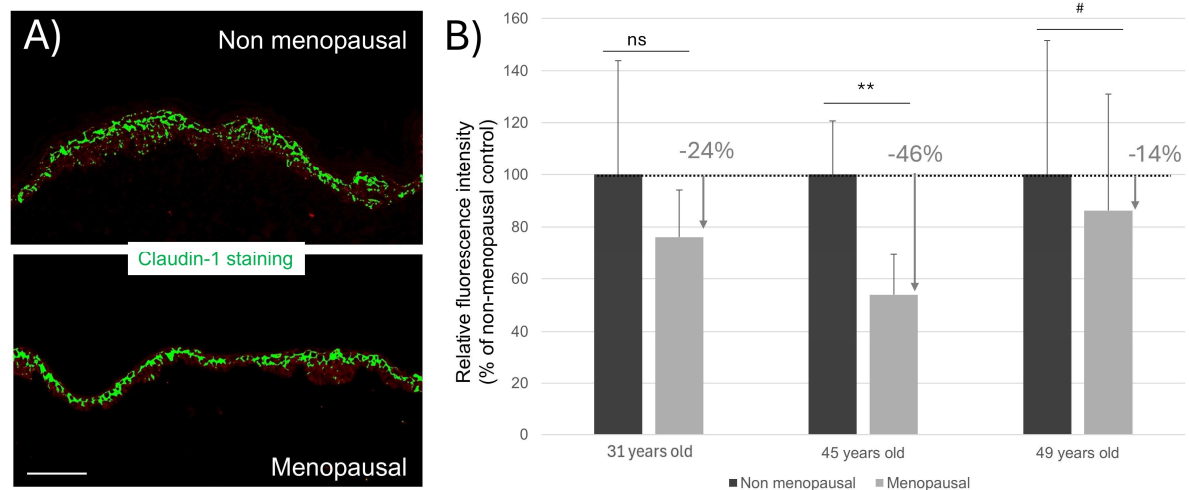 A)
Non menopausal
Claudin-1 staining
Menopausal
B)
Relative fluorescence intensity
(% of non-menopausal control)
160
140
120
100
80
60
40
20
0
ns
**
#
-24%
-46%
-14%
31 years old
45 years old
49 years old
Non menopausal
Menopausal